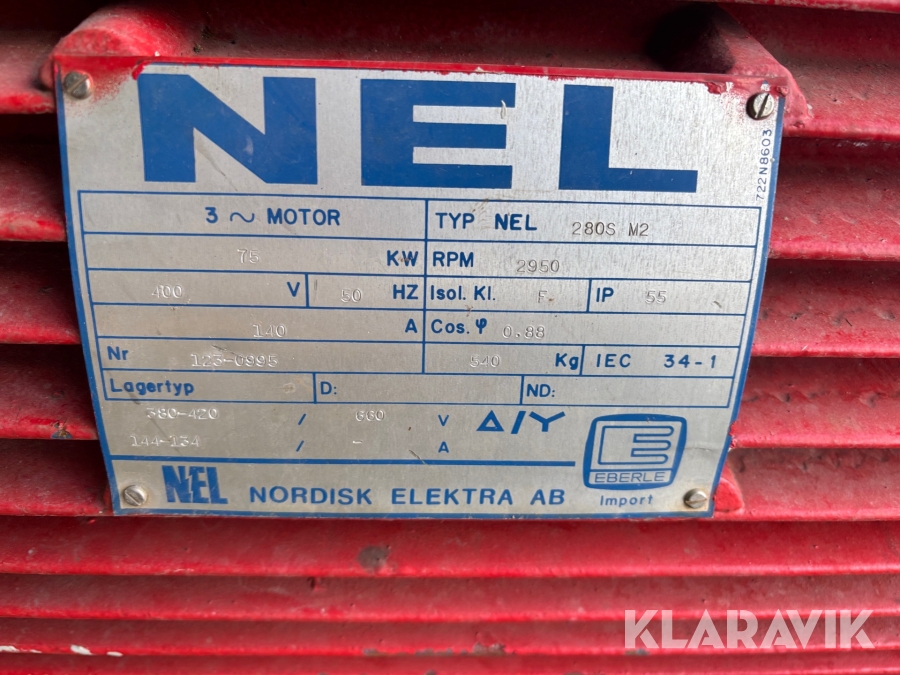 NEL
722N8603
3 ~ MOTOR
TYP NEL 280S M2
75 KW
RPM 2950
400 V 50 HZ
Isol. Kl. F IP 55
140 A
Cos. φ 0.88
Nr 123-0995
540 Kg IEC 34-1
Lagertyp D: ND:
380-420 / 660 V Δ/Y
144-134 / - A
E
EBERLE
Import
NEL NORDISK ELEKTRA AB
KLARAVIK